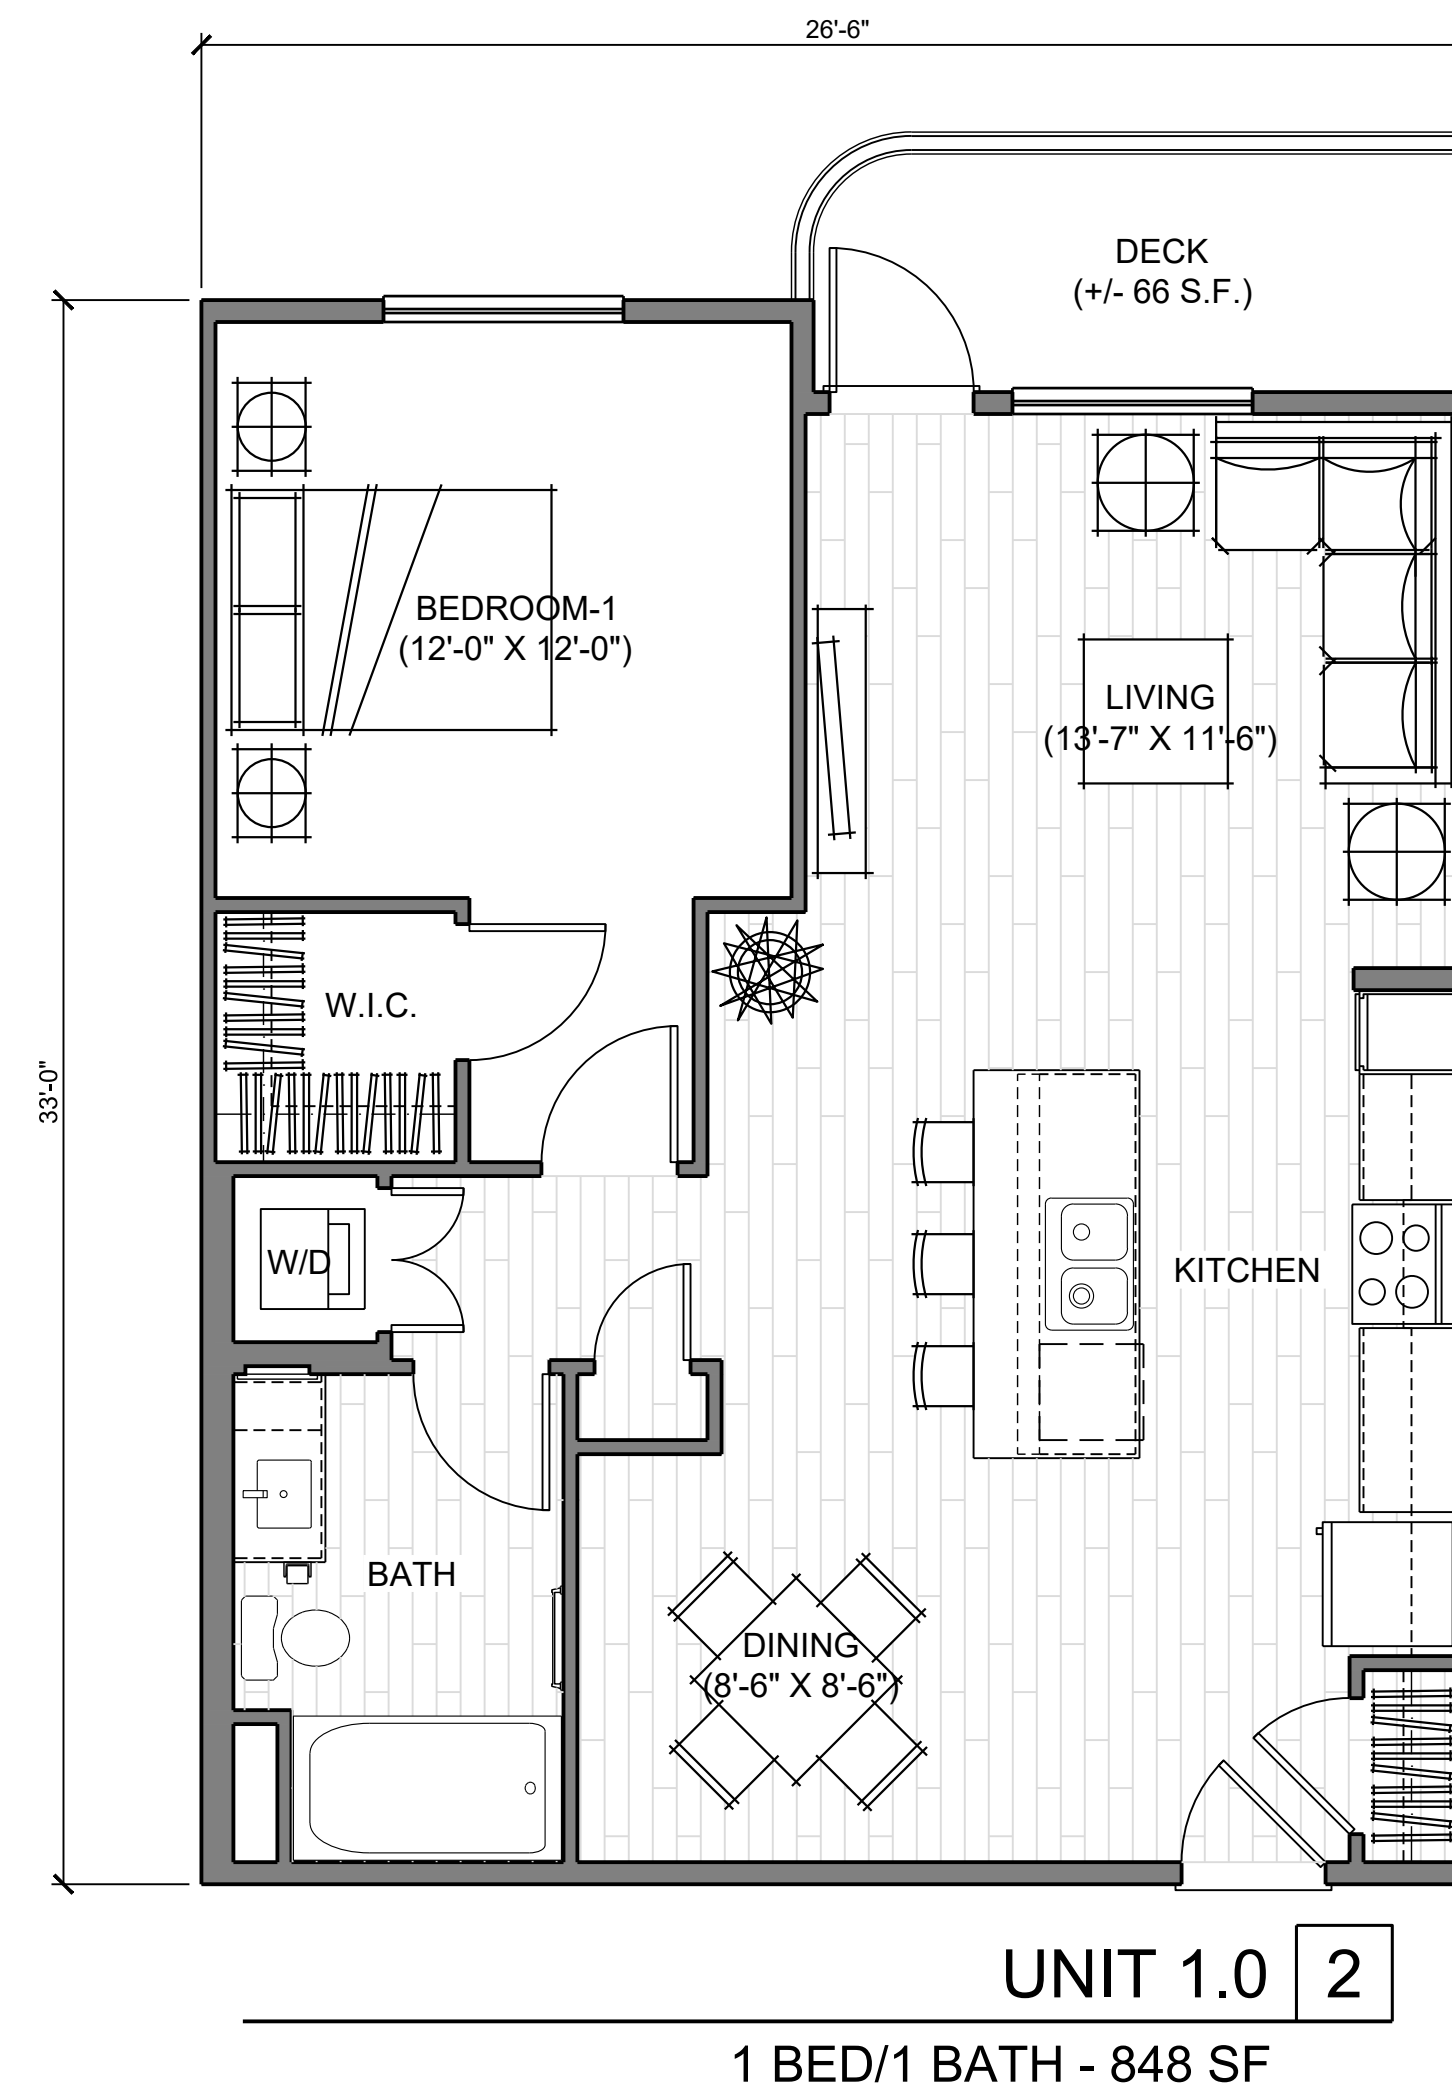 26'-6"
DECK
(+/- 66 S.F.)
BEDROOM-1
(12'-0" X 12'-0")
LIVING
(13'-7" X 11'-6")
W.I.C.
33'-0"
W/D
KITCHEN
BATH
DINING
(8'-6" X 8'-6")
UNIT 1.0 2
1 BED/1 BATH - 848 SF